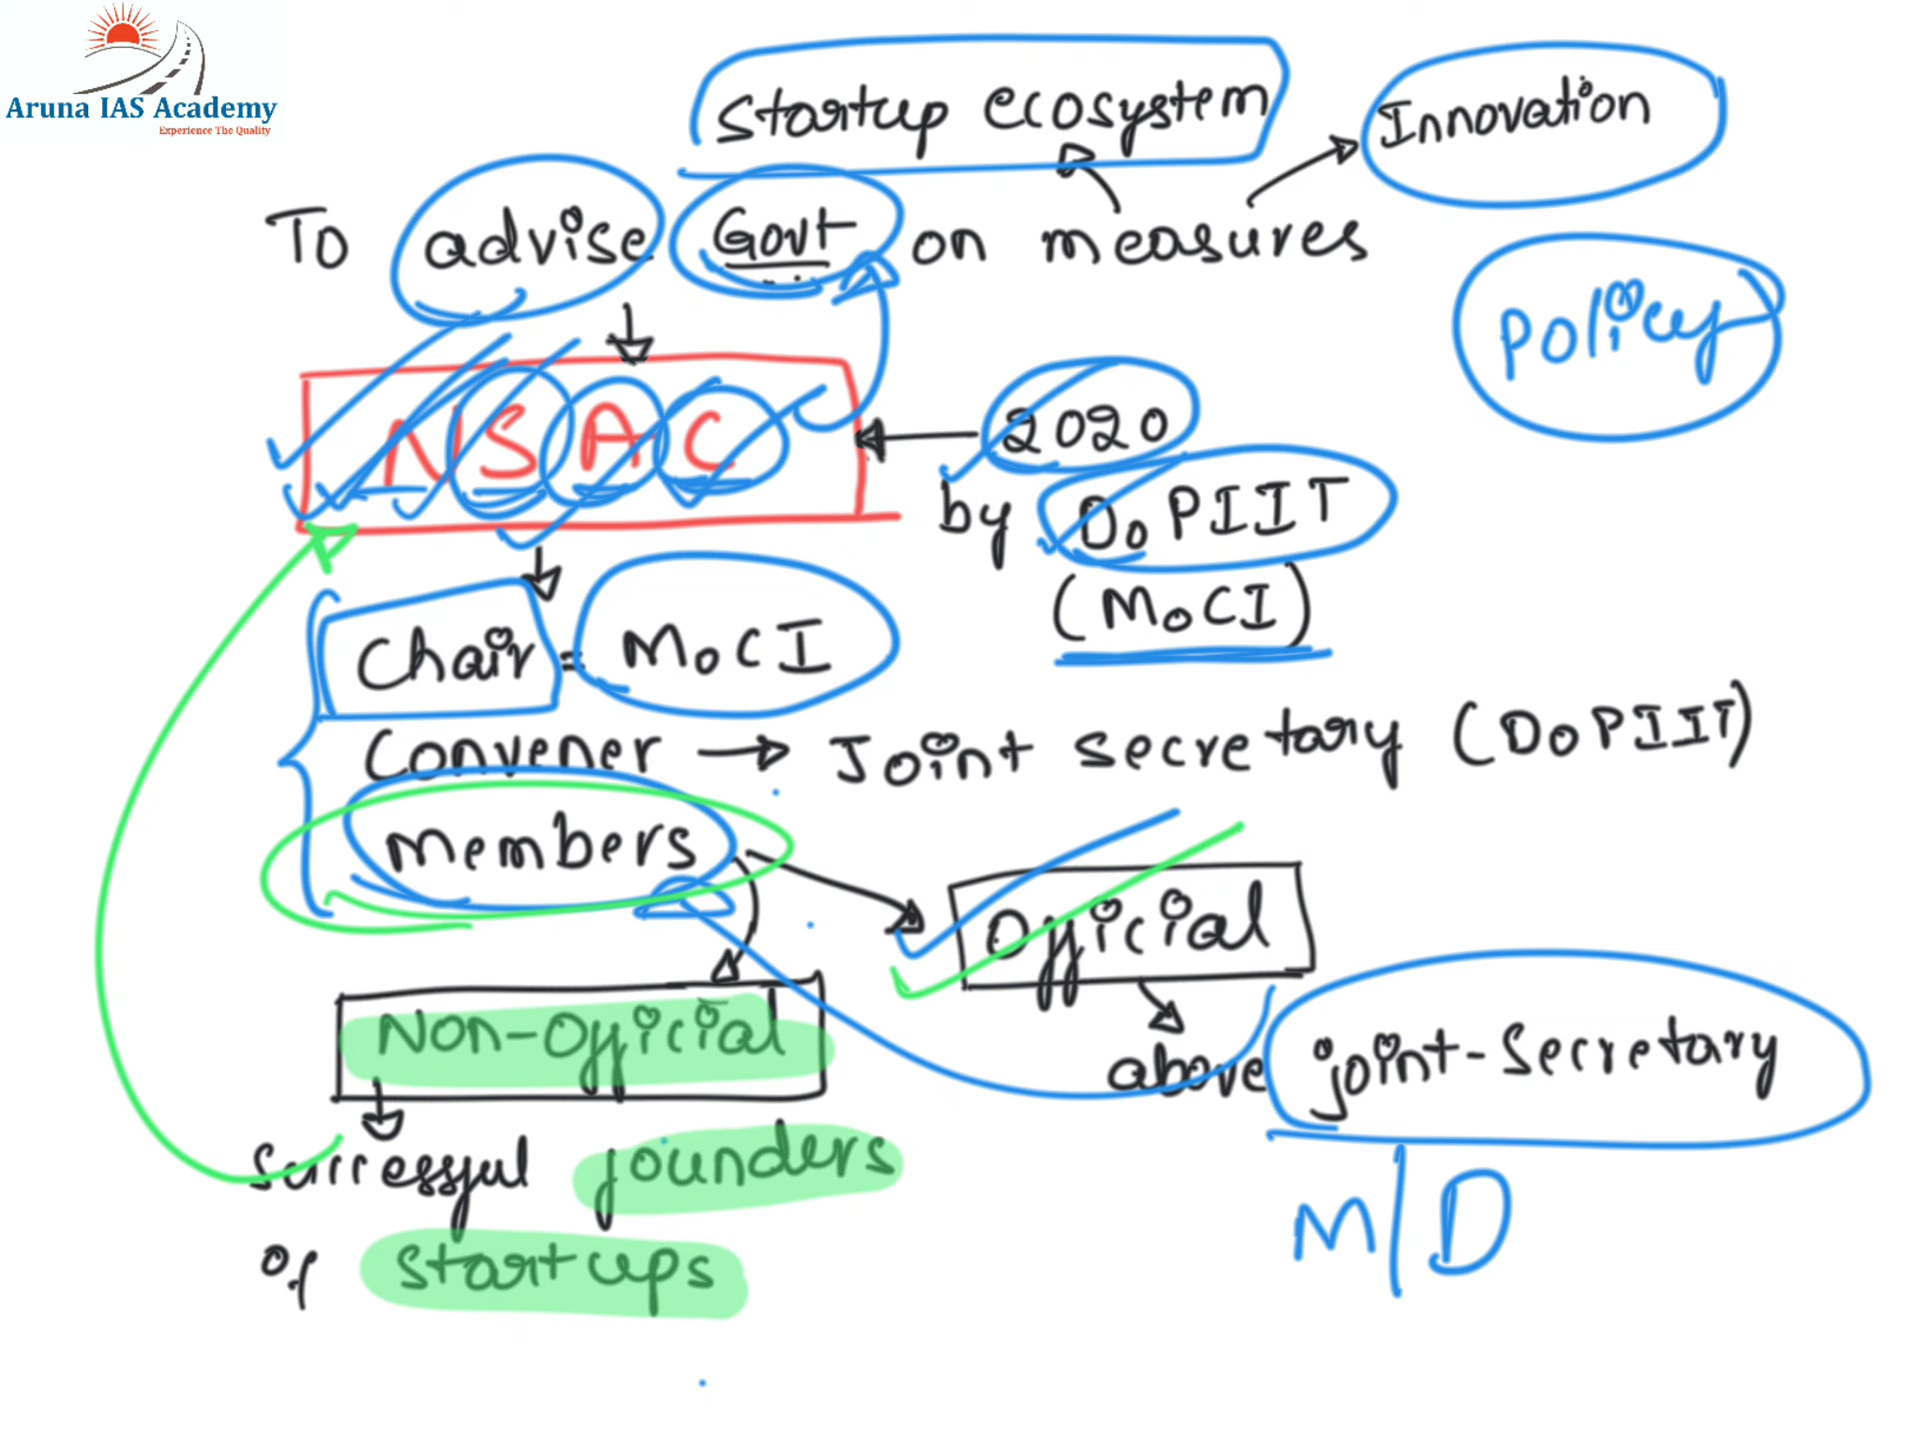 Aruna IAS Academy
Experience The Quality
Startup ecosystem
Innovation
To advise Govt on measures
Policy
NSAC
2020
by DoPIIT
(MoCI)
Chair = MoCI
Convener → Joint Secretary (DoPIIT)
Members
Official
Non-Official
above joint-Secretary
Successful founders
of startups
M/D